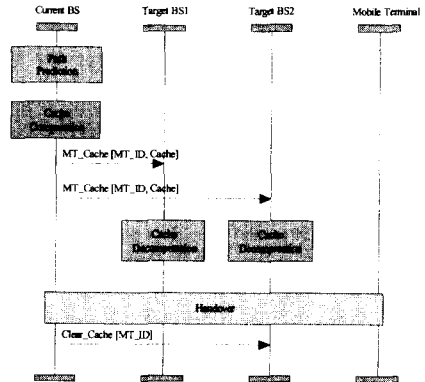 Current BS Target BS1 Target BS2 Mobile Terminal
Path
Prediction
Cache
Compression
MT_Cache [MT_ID, Cache]
MT_Cache [MT_ID, Cache]
Cache Cache
Decompression Decompression
Handover
Clear_Cache [MT_ID]